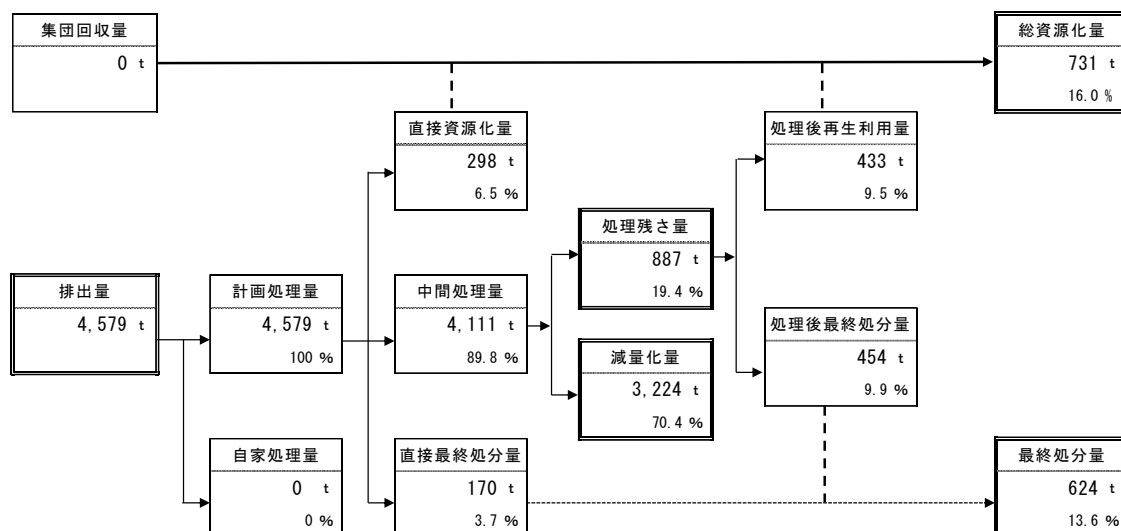 集団回収量
0 t
総資源化量
731 t
16.0 %
直接資源化量
298 t
6.5 %
処理後再生利用量
433 t
9.5 %
処理残さ量
887 t
19.4 %
排出量
4,579 t
計画処理量
4,579 t
100 %
中間処理量
4,111 t
89.8 %
処理後最終処分量
454 t
9.9 %
減量化量
3,224 t
70.4 %
自家処理量
0 t
0 %
直接最終処分量
170 t
3.7 %
最終処分量
624 t
13.6 %